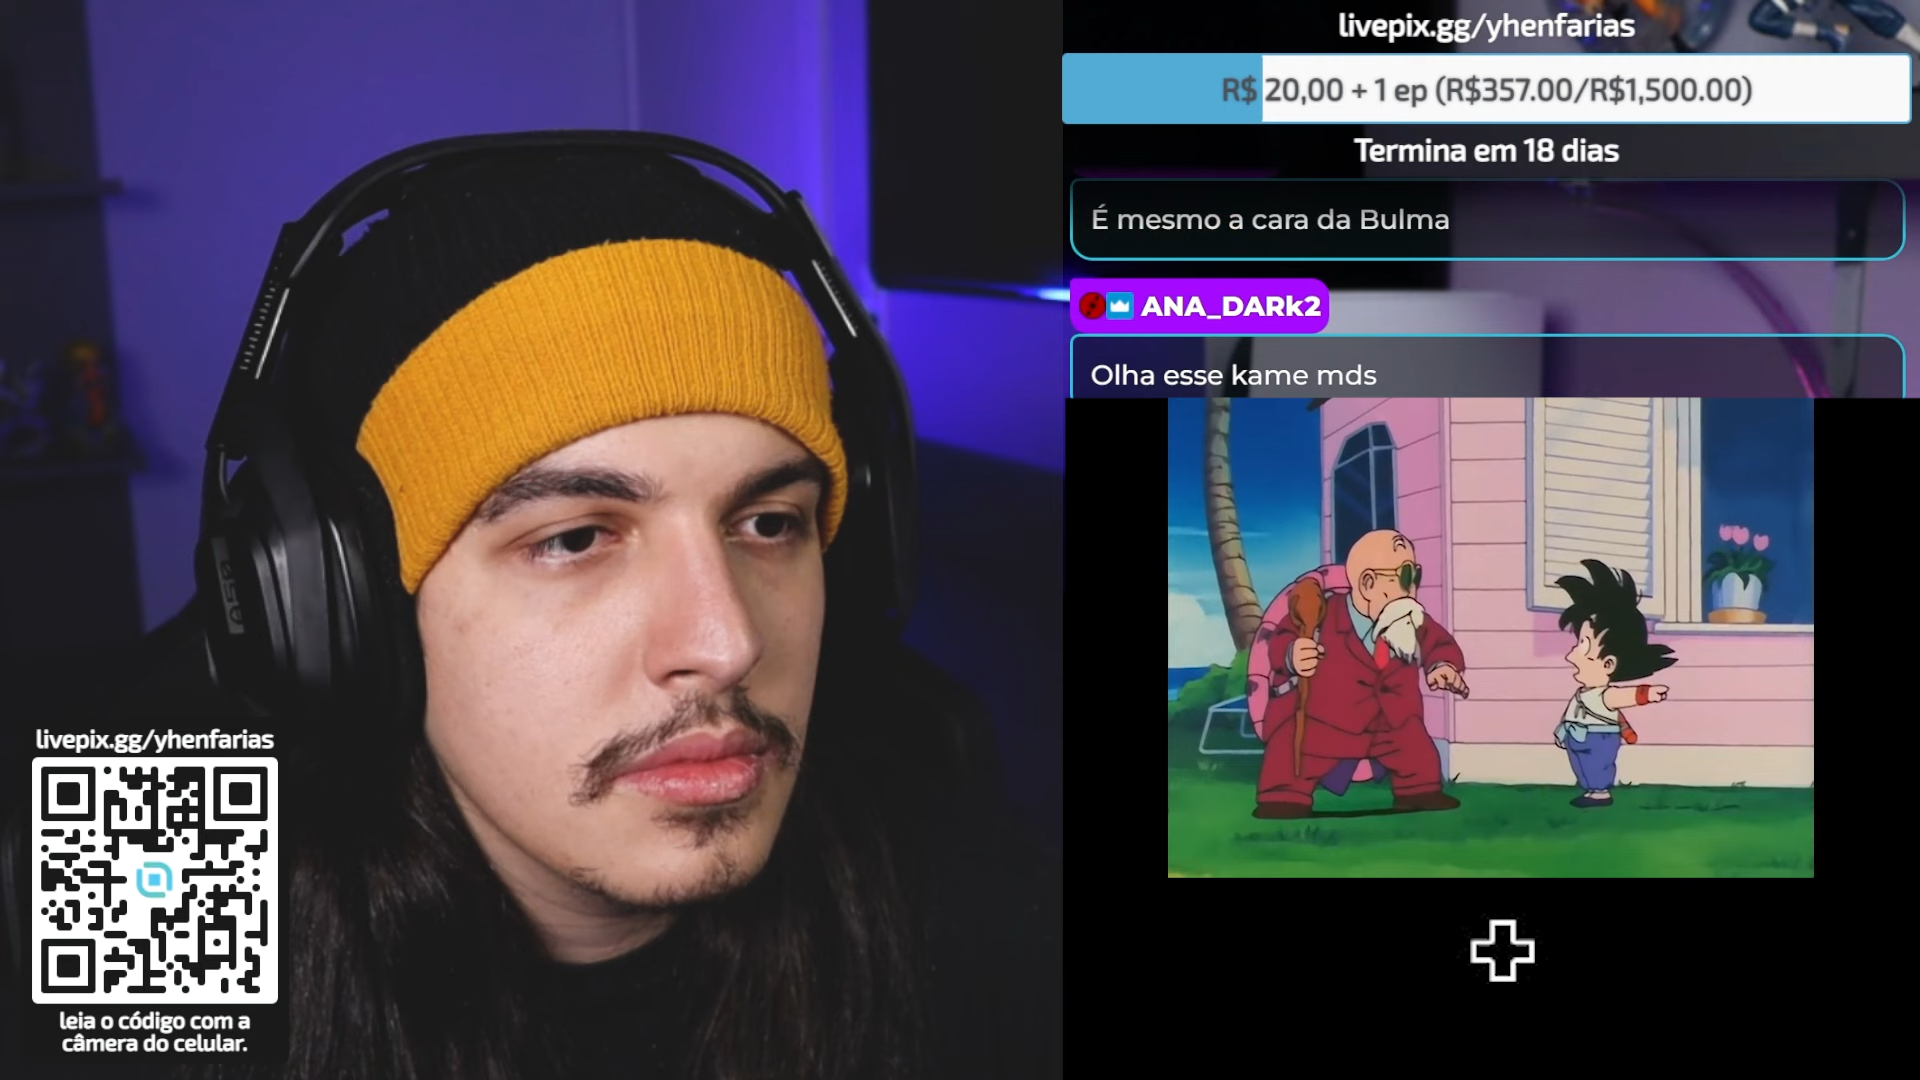 livepix.gg/yhenfarias
R$ 20,00 + 1 ep (R$357.00/R$1,500.00)
Termina em 18 dias
É mesmo a cara da Bulma
ANA_DARk2
Olha esse kame mds
livepix.gg/yhenfarias
leia o código com a
câmera do celular.